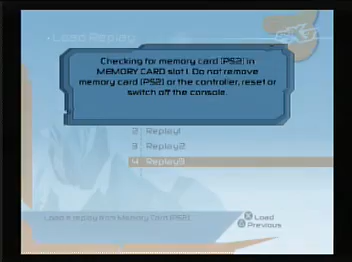 Load Replay
Checking for memory card (PS2) in
MEMORY CARD slot 1. Do not remove
memory card (PS2) or the controller, reset or
switch off the console.
2 Replay1
3 Replay2
4 Replay3
Load a replay from Memory Card (PS2).
Load
Previous